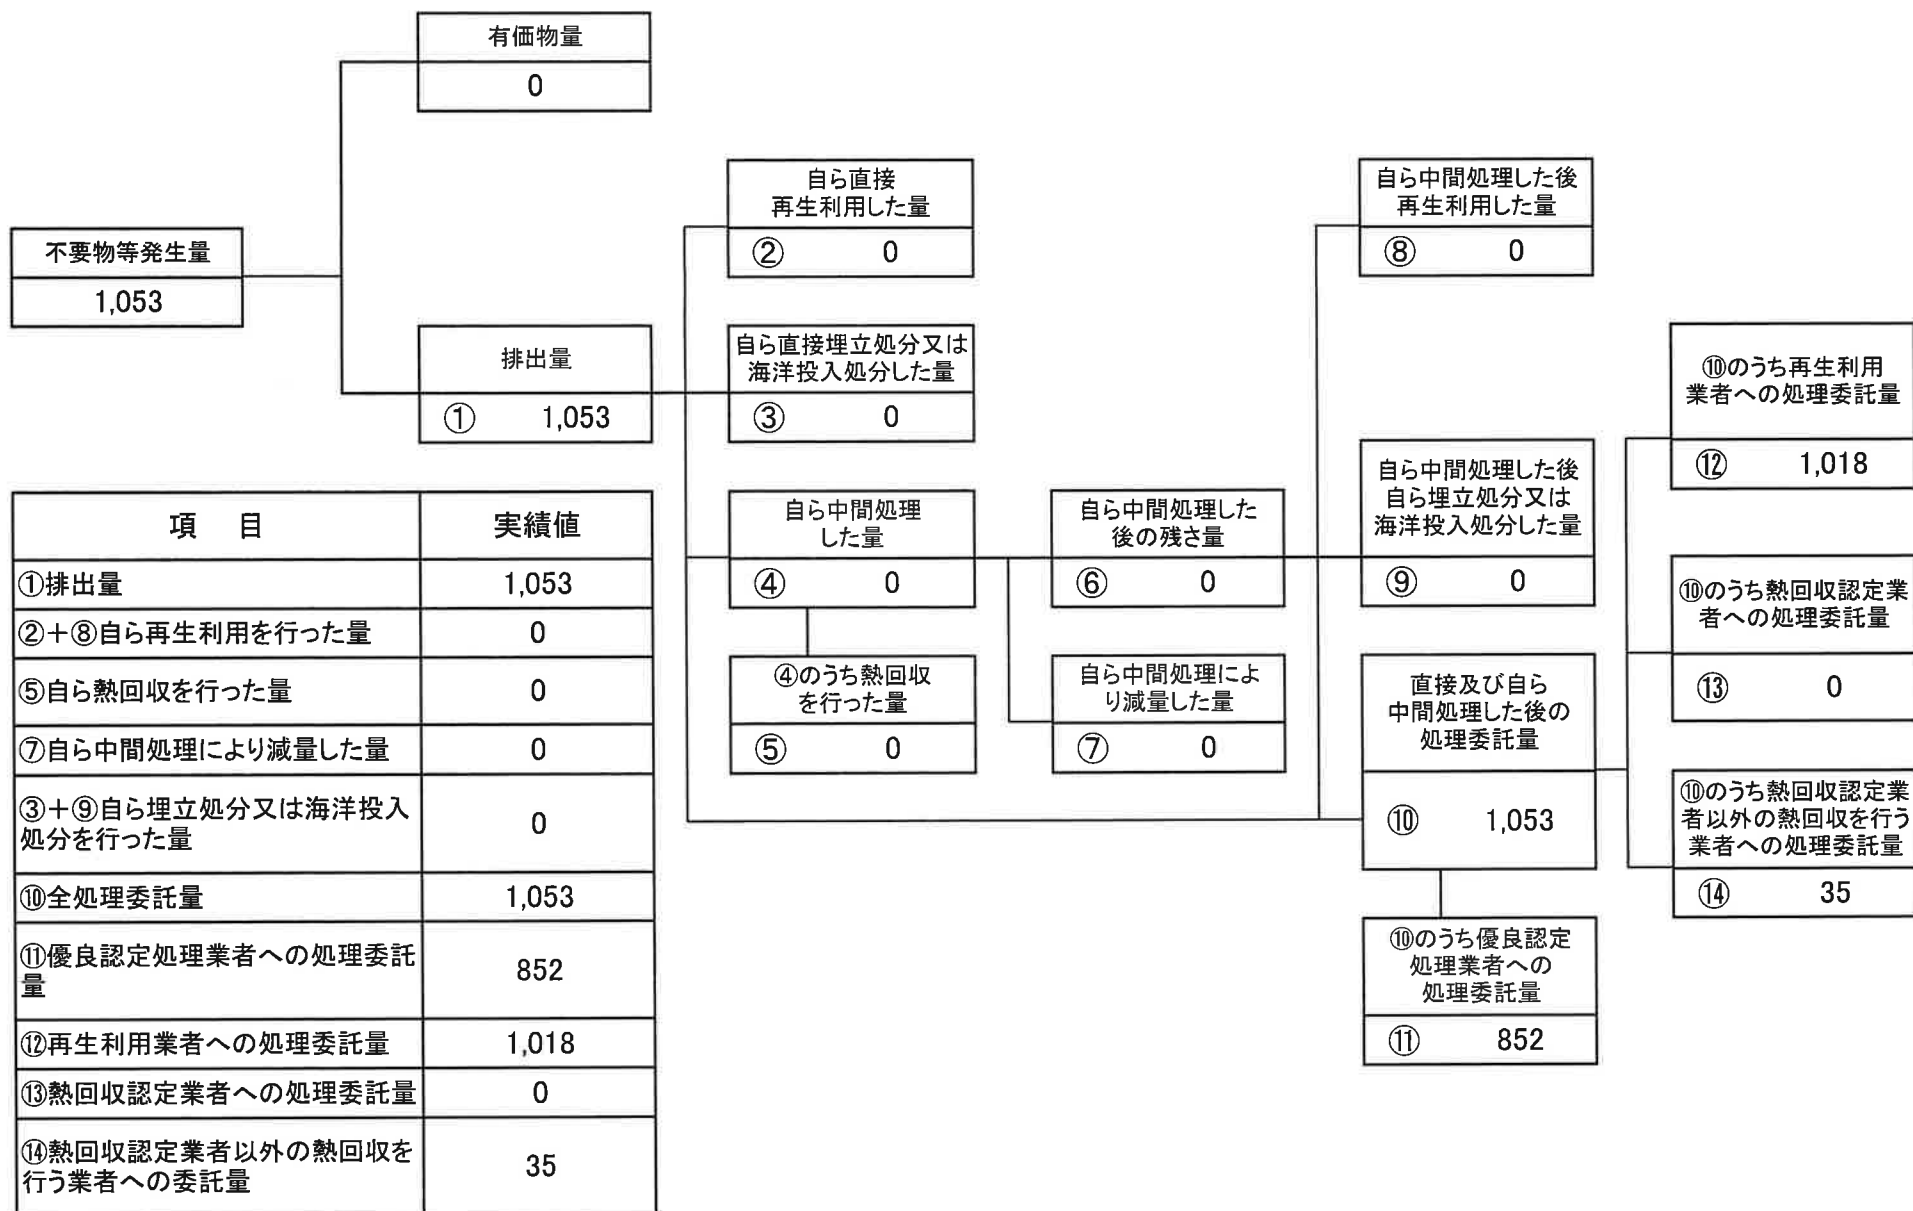 有価物量
0
不要物等発生量
1,053
排出量
① 1,053
自ら直接
再生利用した量
② 0
自ら直接埋立処分又は
海洋投入処分した量
③ 0
自ら中間処理
した量
④ 0
④のうち熱回収
を行った量
⑤ 0
自ら中間処理した
後の残さ量
⑥ 0
自ら中間処理によ
り減量した量
⑦ 0
自ら中間処理した後
再生利用した量
⑧ 0
自ら中間処理した後
自ら埋立処分又は
海洋投入処分した量
⑨ 0
直接及び自ら
中間処理した後の
処理委託量
⑩ 1,053
⑩のうち優良認定
処理業者への
処理委託量
⑪ 852
⑩のうち再生利用
業者への処理委託量
⑫ 1,018
⑩のうち熱回収認定業
者への処理委託量
⑬ 0
⑩のうち熱回収認定業
者以外の熱回収を行う
業者への処理委託量
⑭ 35
項 目 実績値
①排出量 1,053
②＋⑧自ら再生利用を行った量 0
⑤自ら熱回収を行った量 0
⑦自ら中間処理により減量した量 0
③＋⑨自ら埋立処分又は海洋投入
処分を行った量 0
⑩全処理委託量 1,053
⑪優良認定処理業者への処理委託
量 852
⑫再生利用業者への処理委託量 1,018
⑬熱回収認定業者への処理委託量 0
⑭熱回収認定業者以外の熱回収を
行う業者への委託量 35